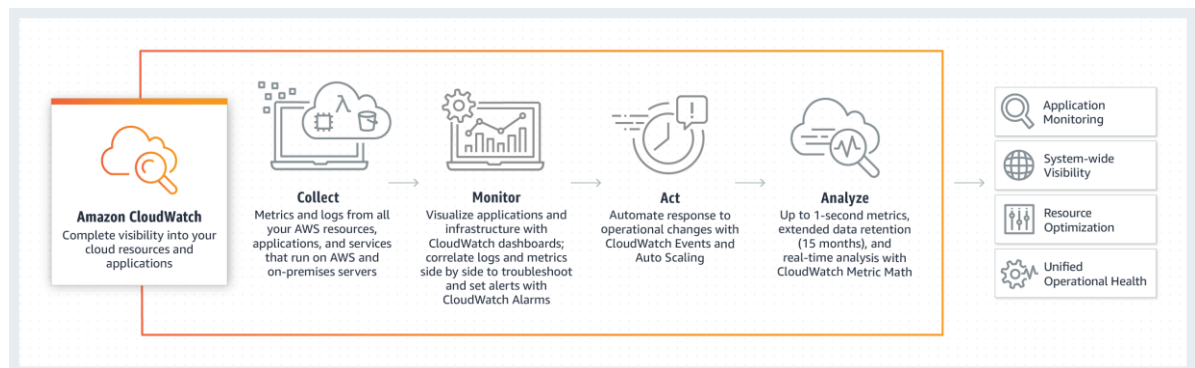 Amazon CloudWatch
Complete visibility into your
cloud resources and
applications
Collect
Metrics and logs from all
your AWS resources,
applications, and services
that run on AWS and
on-premises servers
Monitor
Visualize applications and
infrastructure with
CloudWatch dashboards;
correlate logs and metrics
side by side to troubleshoot
and set alerts with
CloudWatch Alarms
Act
Automate response to
operational changes with
CloudWatch Events and
Auto Scaling
Analyze
Up to 1-second metrics,
extended data retention
(15 months), and
real-time analysis with
CloudWatch Metric Math
Application
Monitoring
System-wide
Visibility
Resource
Optimization
Unified
Operational Health